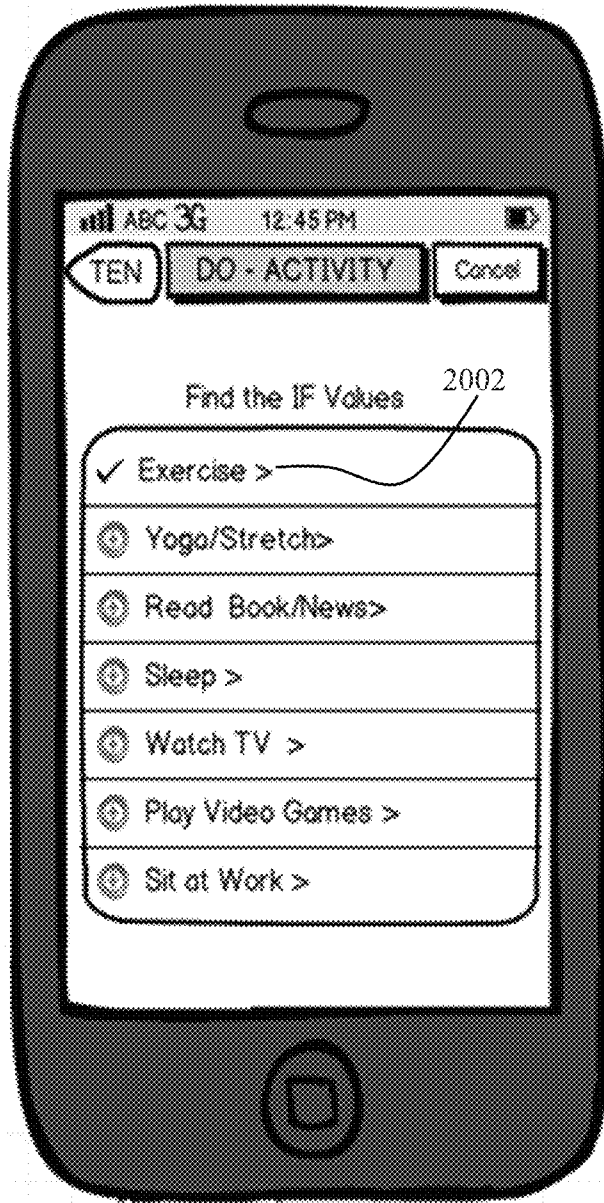 ABC 3G 12:45 PM
TEN DO - ACTIVITY Cancel
Find the IF Values 2002
✓ Exercise >
Yoga/Stretch>
Read Book/News>
Sleep >
Watch TV >
Play Video Games >
Sit at Work >